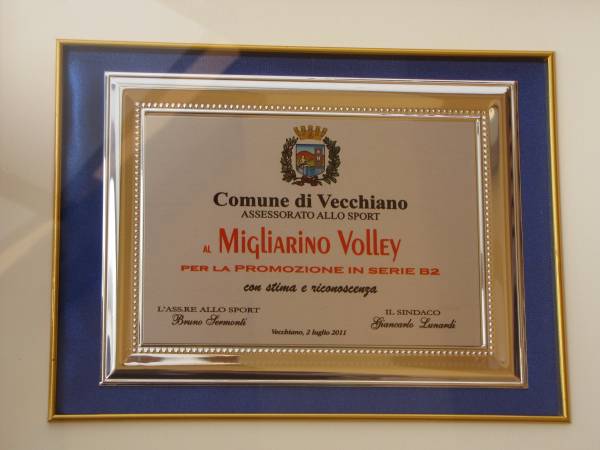 Comune di Vecchiano
ASSESSORATO ALLO SPORT
AL MIGLIARINO VOLLEY
PER LA PROMOZIONE IN SERIE B2
con stima e riconoscenza
L'ASS.RE ALLO SPORT
Bruno Sermonti
IL SINDACO
Giancarlo Lunardi
Vecchiano, 2 luglio 2011